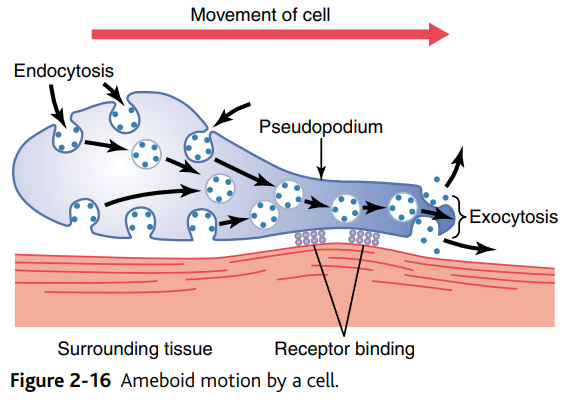 Movement of cell
Endocytosis
Pseudopodium
Exocytosis
Surrounding tissue
Receptor binding
Figure 2-16 Ameboid motion by a cell.